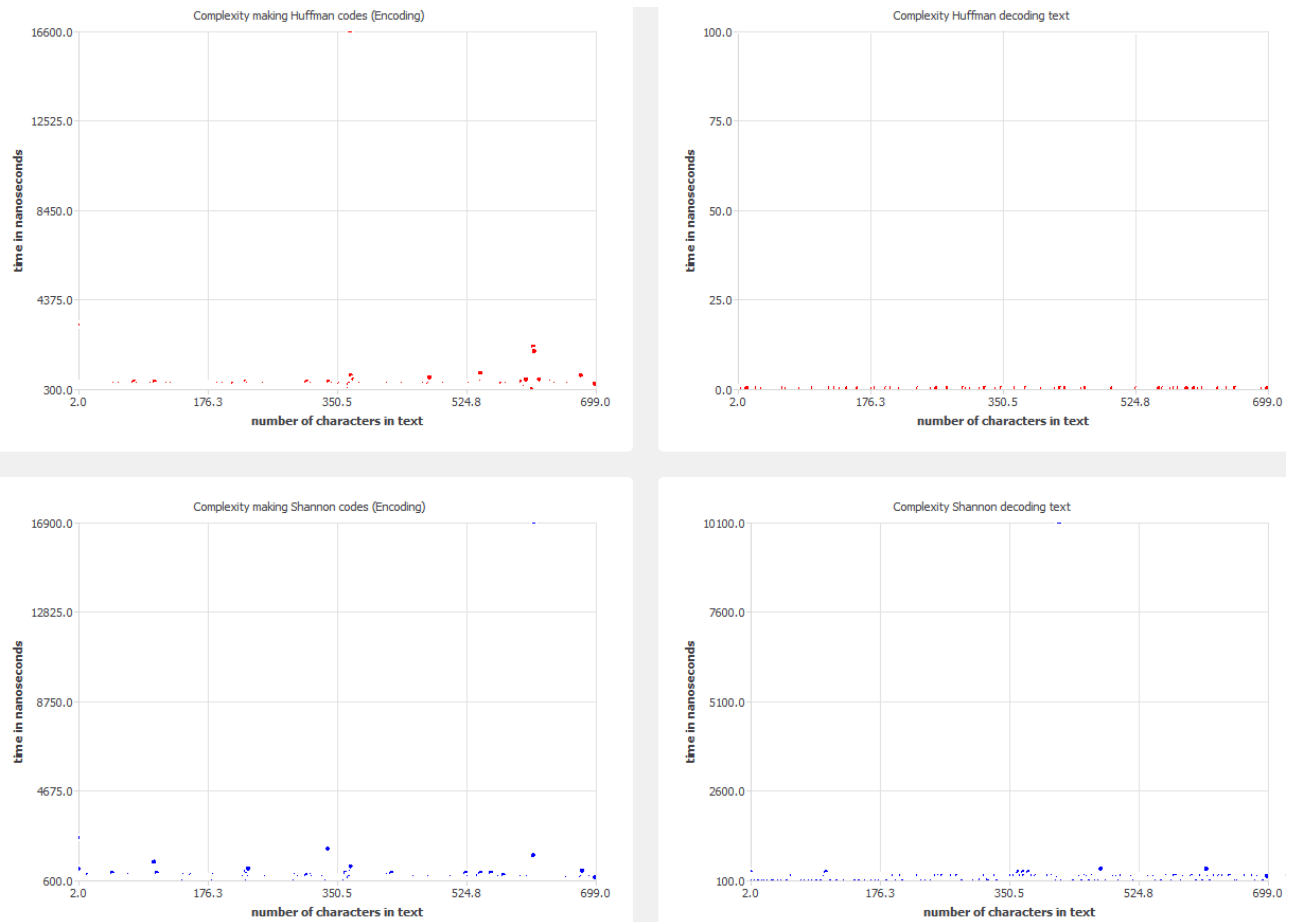 Complexity making Huffman codes (Encoding)
16600.0
12525.0
8450.0
4375.0
300.0
time in nanoseconds
2.0 176.3 350.5 524.8 699.0
number of characters in text
Complexity Huffman decoding text
100.0
75.0
50.0
25.0
0.0
time in nanoseconds
2.0 176.3 350.5 524.8 699.0
number of characters in text
Complexity making Shannon codes (Encoding)
16900.0
12825.0
8750.0
4675.0
600.0
time in nanoseconds
2.0 176.3 350.5 524.8 699.0
number of characters in text
Complexity Shannon decoding text
10100.0
7600.0
5100.0
2600.0
100.0
time in nanoseconds
2.0 176.3 350.5 524.8 699.0
number of characters in text